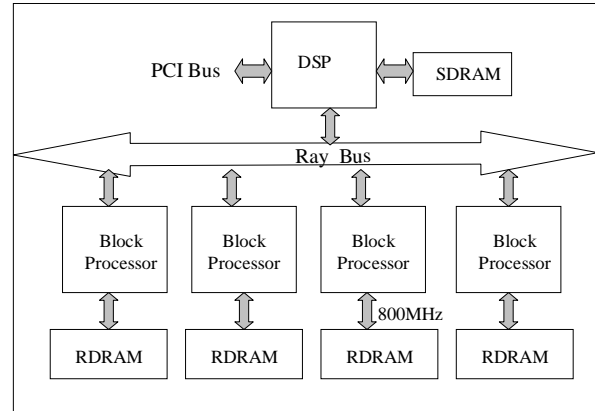 PCI Bus
DSP
SDRAM
Ray Bus
Block
Processor
Block
Processor
Block
Processor
Block
Processor
800MHz
RDRAM
RDRAM
RDRAM
RDRAM